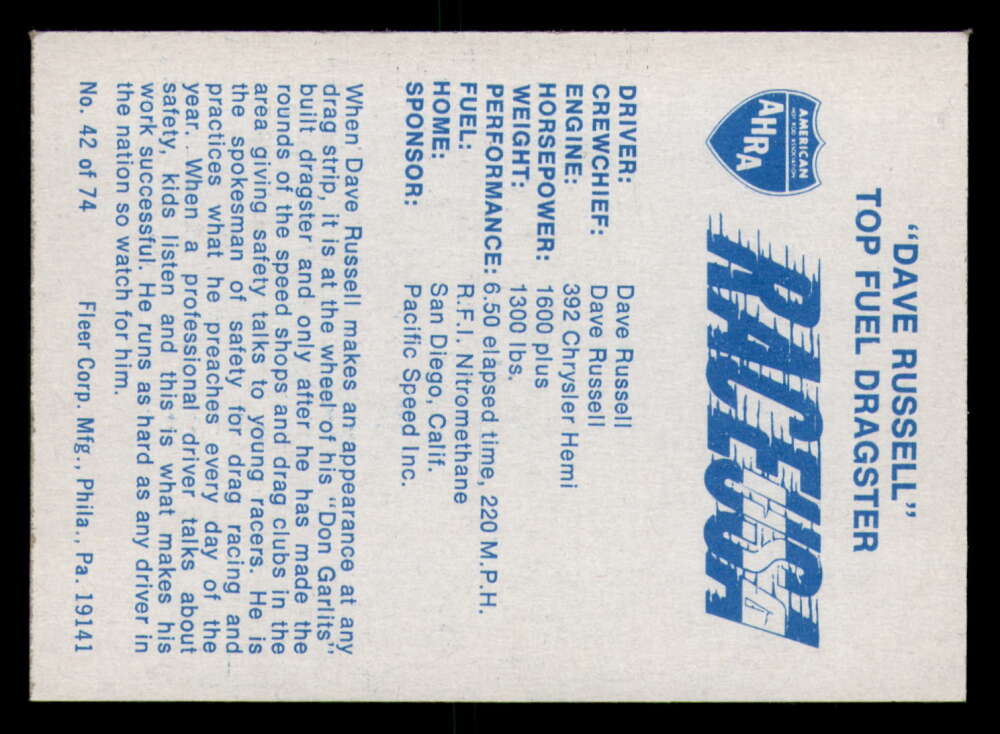 "DAVE RUSSELL"
TOP FUEL DRAGSTER
AMERICAN
HOT ROD ASSOCIATION
AHRA
RACE USA
DRIVER: Dave Russell
CREWCHIEF: Dave Russell
ENGINE: 392 Chrysler Hemi
HORSEPOWER: 1600 plus
WEIGHT: 1300 lbs.
PERFORMANCE: 6.50 elapsed time, 220 M.P.H.
FUEL: R.F.I. Nitromethane
HOME: San Diego, Calif.
SPONSOR: Pacific Speed Inc.
When Dave Russell makes an appearance at any
drag strip, it is at the wheel of his "Don Garlits"
built dragster and only after he has made the
rounds of the speed shops and drag clubs in the
area giving safety talks to young racers. He is
the spokesman of safety for drag racing and
practices what he preaches every day of the
year. When a professional driver talks about
safety, kids listen and this is what makes his
work successful. He runs as hard as any driver in
the nation so watch for him.
No. 42 of 74 Fleer Corp. Mfg., Phila., Pa. 19141